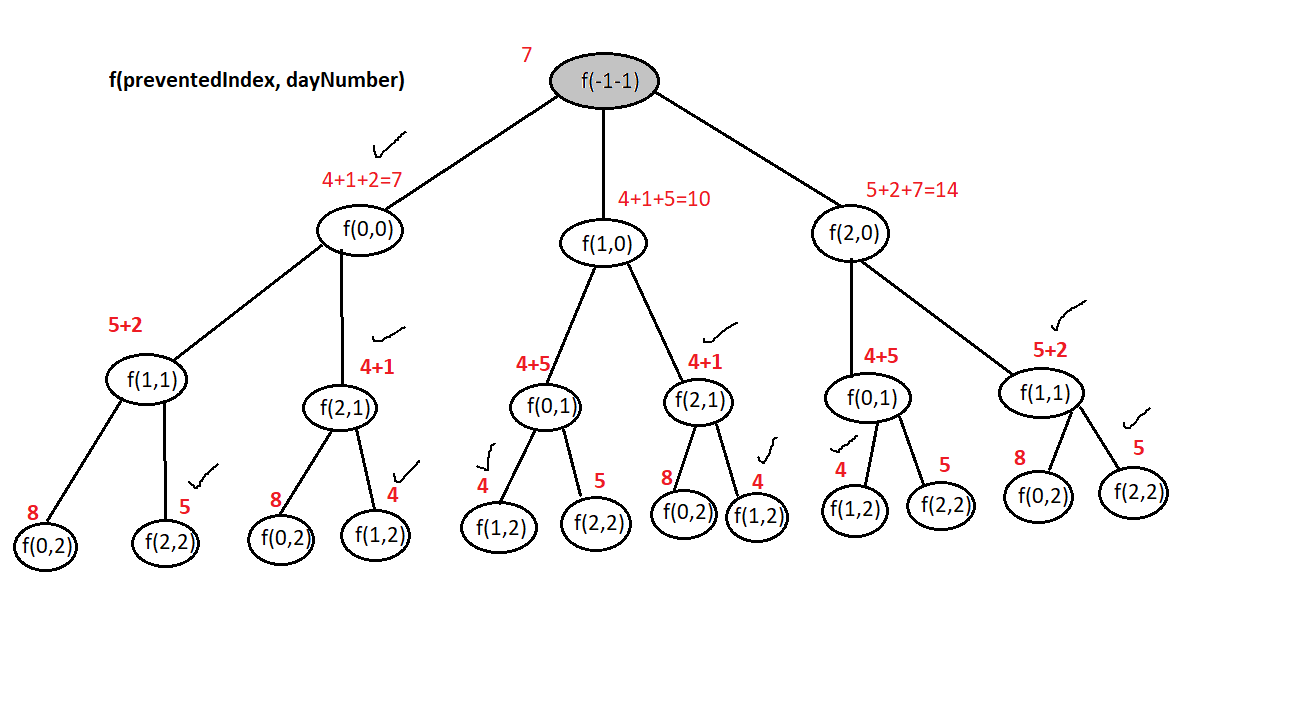 7
f(-1-1)
f(preventedIndex, dayNumber)
4+1+2=7
4+1+5=10
5+2+7=14
f(0,0)
f(1,0)
f(2,0)
5+2
4+1
4+5
4+1
4+5
5+2
f(1,1)
f(2,1)
f(0,1)
f(2,1)
f(0,1)
f(1,1)
8
5
8
4
4
5
8
4
4
5
8
5
f(0,2)
f(2,2)
f(0,2)
f(1,2)
f(1,2)
f(2,2)
f(0,2)
f(1,2)
f(1,2)
f(2,2)
f(0,2)
f(2,2)